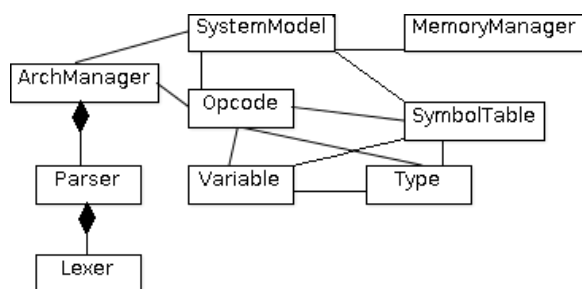 SystemModel
MemoryManager
ArchManager
Opcode
SymbolTable
Parser
Variable
Type
Lexer